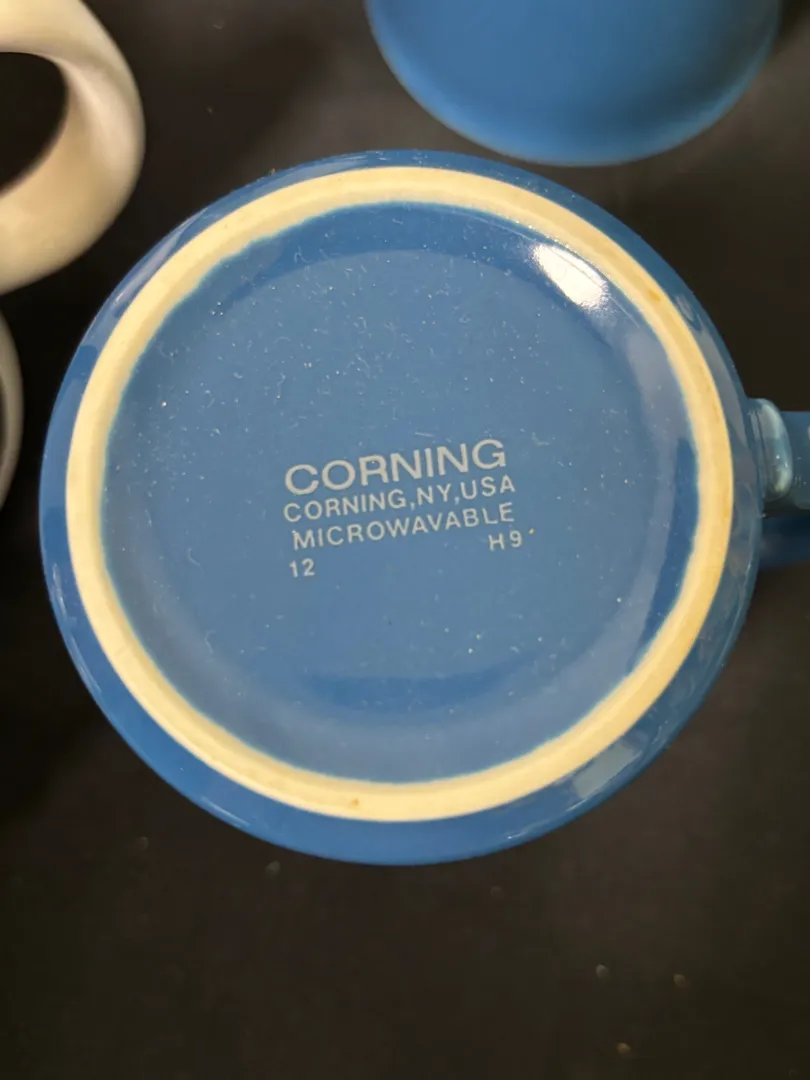 CORNING
CORNING,NY,USA
MICROWAVABLE
12 H9